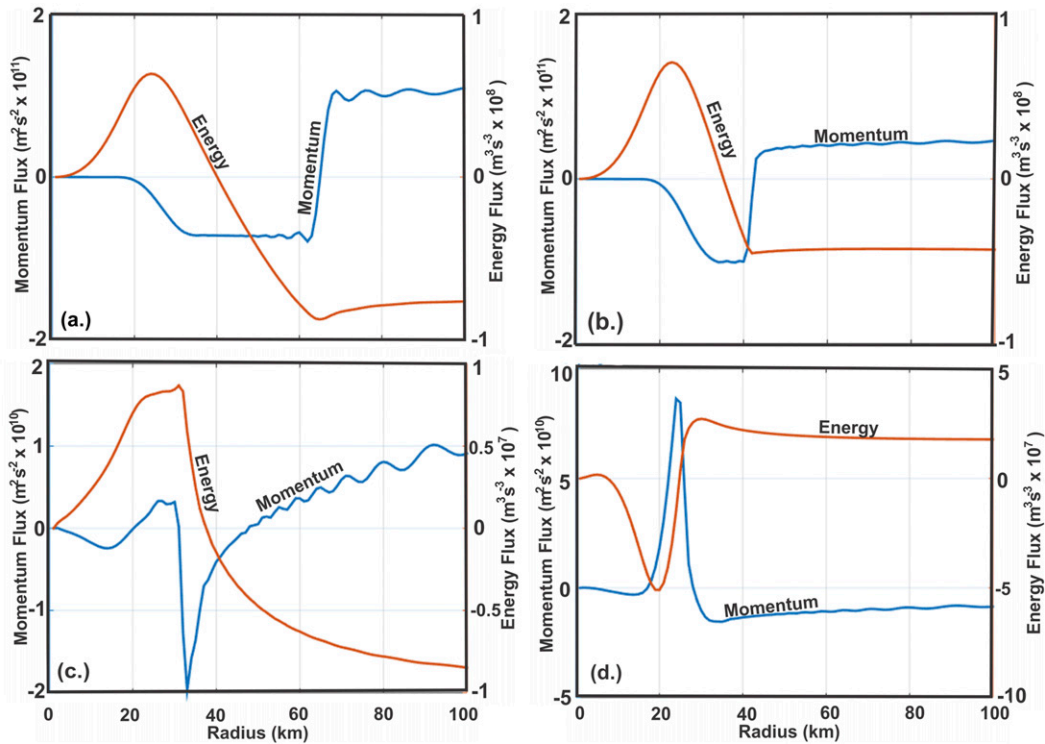 2
1
0
-1
-2
Momentum Flux (m²s⁻² x 10¹¹)
Energy
Momentum
(a.)
1
0
-1
Energy Flux (m³s⁻³ x 10⁸)
2
1
0
-1
-2
Momentum Flux (m²s⁻² x 10¹¹)
Energy
Momentum
(b.)
1
0
-1
Energy Flux (m³s⁻³ x 10⁸)
2
1
0
-1
-2
Momentum Flux (m²s⁻² x 10¹⁰)
Energy
Momentum
(c.)
1
0.5
0
-0.5
-1
Energy Flux (m³s⁻³ x 10⁷)
0 20 40 60 80 100
Radius (km)
10
5
0
-5
Momentum Flux (m²s⁻² x 10¹⁰)
Energy
Momentum
(d.)
5
0
-5
-10
Energy Flux (m³s⁻³ x 10⁷)
0 20 40 60 80 100
Radius (km)